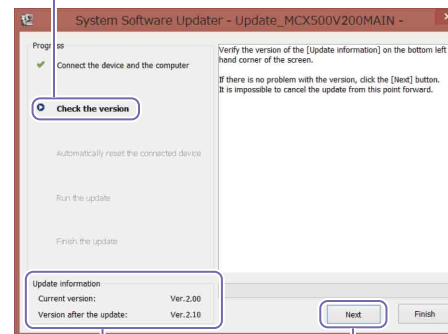 System Software Updater - Update_MCX500V200MAIN -
Progress
Connect the device and the computer
Check the version
Automatically reset the connected device
Run the update
Finish the update
Verify the version of the [Update information] on the bottom left
hand corner of the screen.
If there is no problem with the version, click the [Next] button.
It is impossible to cancel the update from this point forward.
Update information
Current version: Ver.2.00
Version after the update: Ver.2.10
Next
Finish